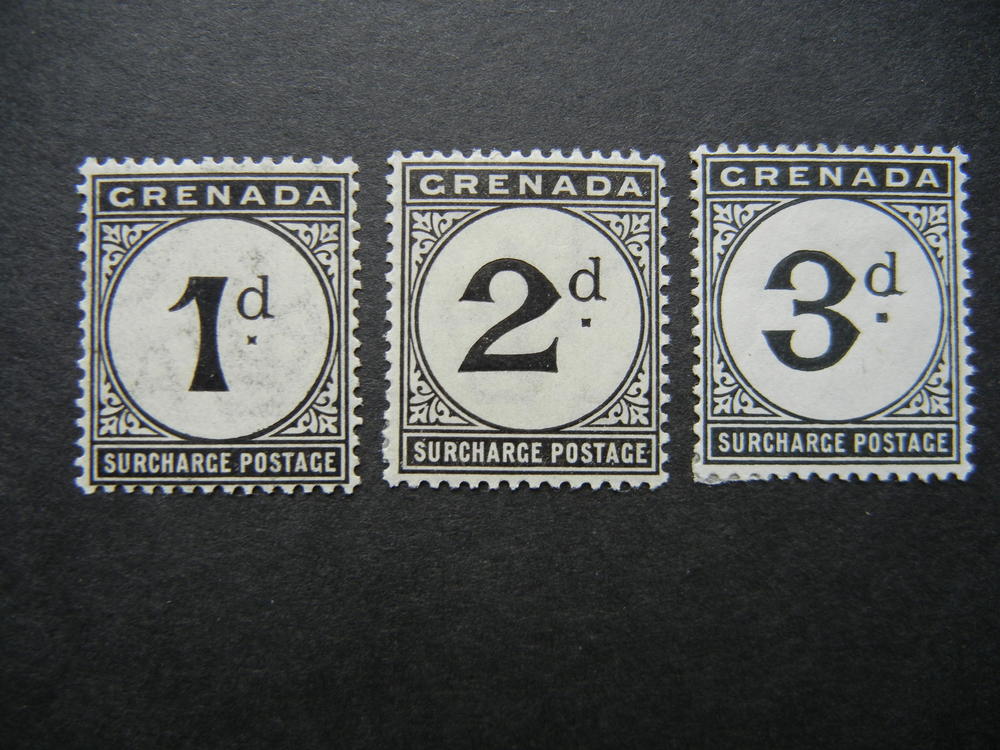 GRENADA
1d.
SURCHARGE POSTAGE
GRENADA
2d.
SURCHARGE POSTAGE
GRENADA
3d.
SURCHARGE POSTAGE